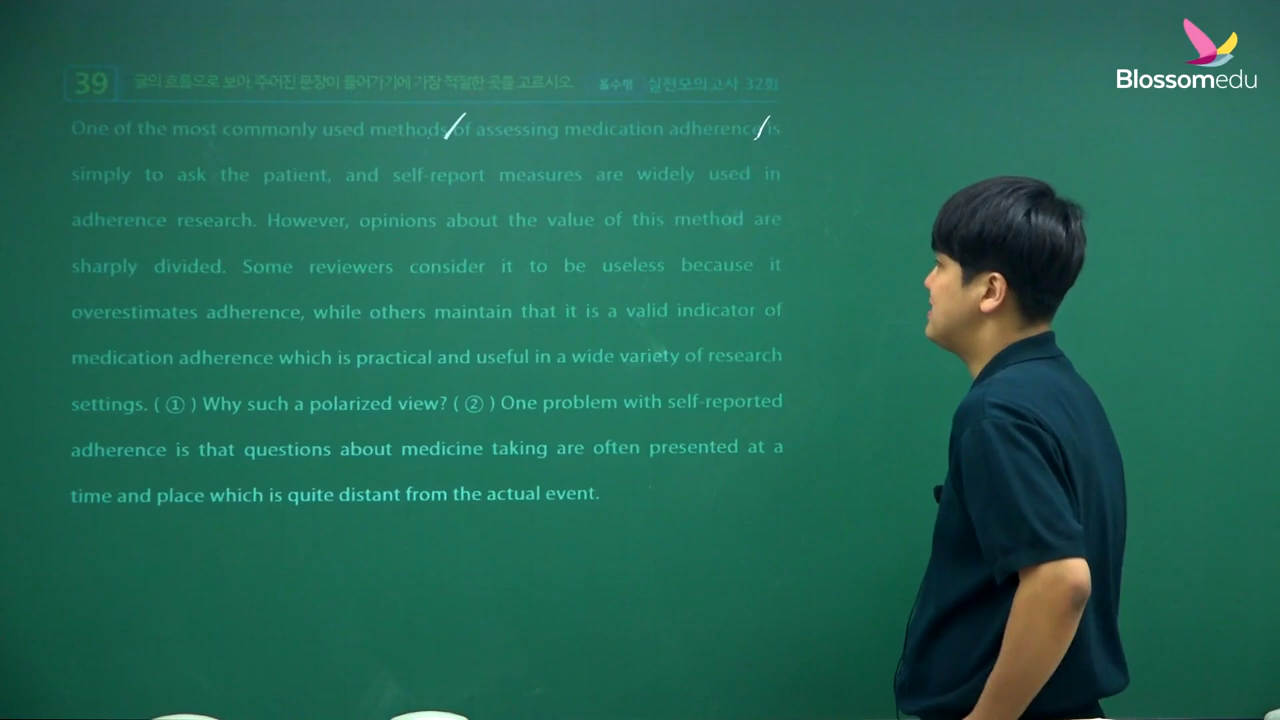 Blossomedu
39 글의 흐름으로 보아 주어진 문장이 들어가기에 가장 적절한 곳을 고르시오. 홍수평 실전모의고사 32회
One of the most commonly used methods of assessing medication adherence is
simply to ask the patient, and self-report measures are widely used in
adherence research. However, opinions about the value of this method are
sharply divided. Some reviewers consider it to be useless because it
overestimates adherence, while others maintain that it is a valid indicator of
medication adherence which is practical and useful in a wide variety of research
settings. ( ① ) Why such a polarized view? ( ② ) One problem with self-reported
adherence is that questions about medicine taking are often presented at a
time and place which is quite distant from the actual event.